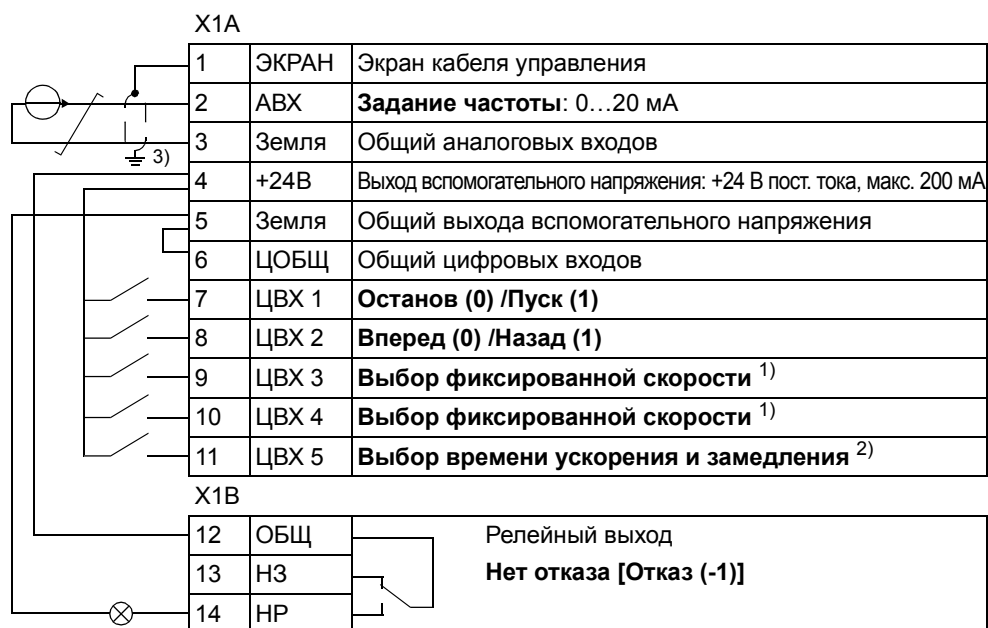 X1A
1 ЭКРАН Экран кабеля управления
2 АВХ Задание частоты: 0…20 мА
3 Земля Общий аналоговых входов
3)
4 +24В Выход вспомогательного напряжения: +24 В пост. тока, макс. 200 мА
5 Земля Общий выхода вспомогательного напряжения
6 ЦОБЩ Общий цифровых входов
7 ЦВХ 1 Останов (0) /Пуск (1)
8 ЦВХ 2 Вперед (0) /Назад (1)
9 ЦВХ 3 Выбор фиксированной скорости 1)
10 ЦВХ 4 Выбор фиксированной скорости 1)
11 ЦВХ 5 Выбор времени ускорения и замедления 2)
X1B
12 ОБЩ Релейный выход
13 НЗ Нет отказа [Отказ (-1)]
14 НР